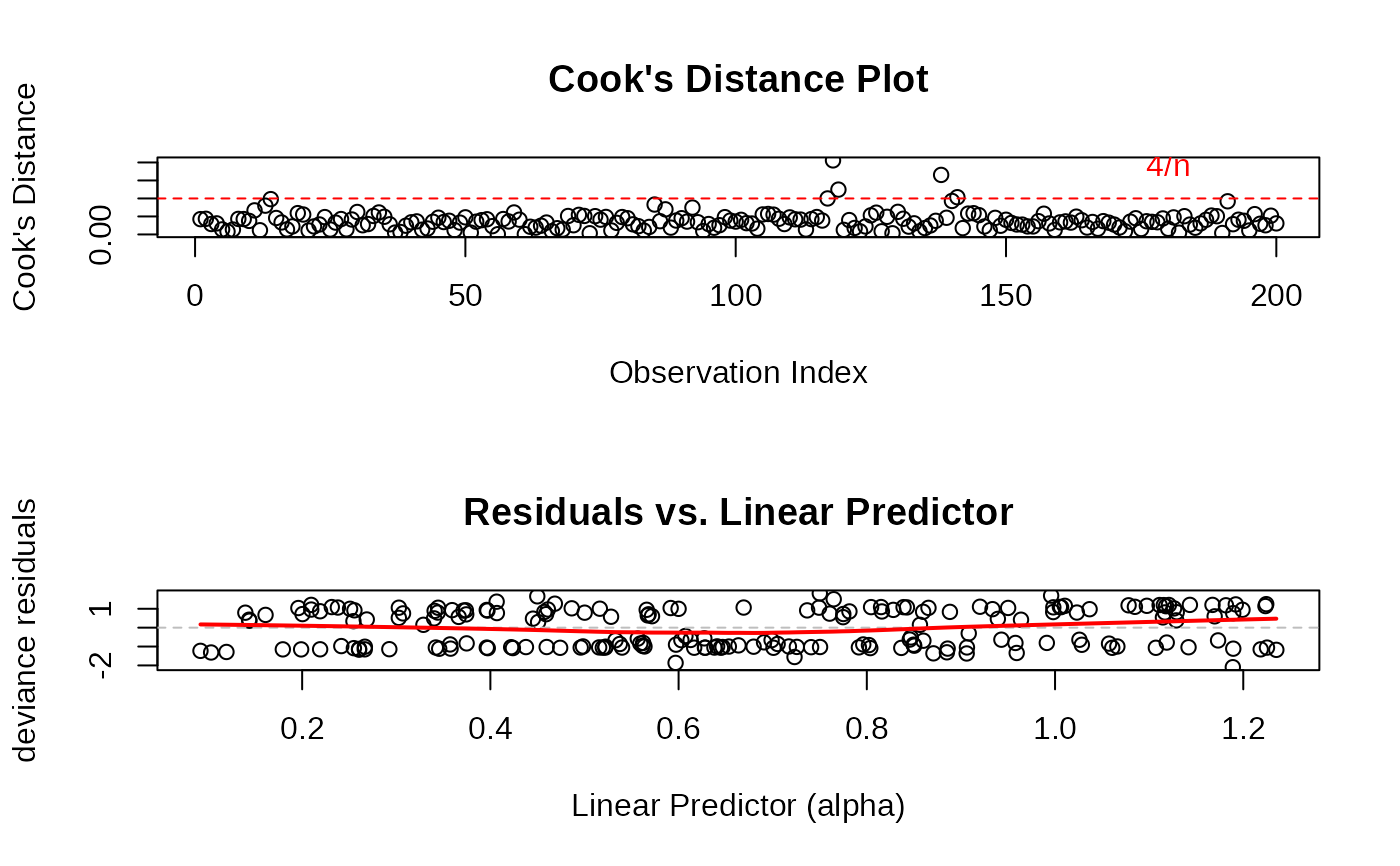 Cook's Distance Plot
Cook's Distance
0.00
4/n
0 50 100 150 200
Observation Index
Residuals vs. Linear Predictor
deviance residuals
1
-2
0.2 0.4 0.6 0.8 1.0 1.2
Linear Predictor (alpha)